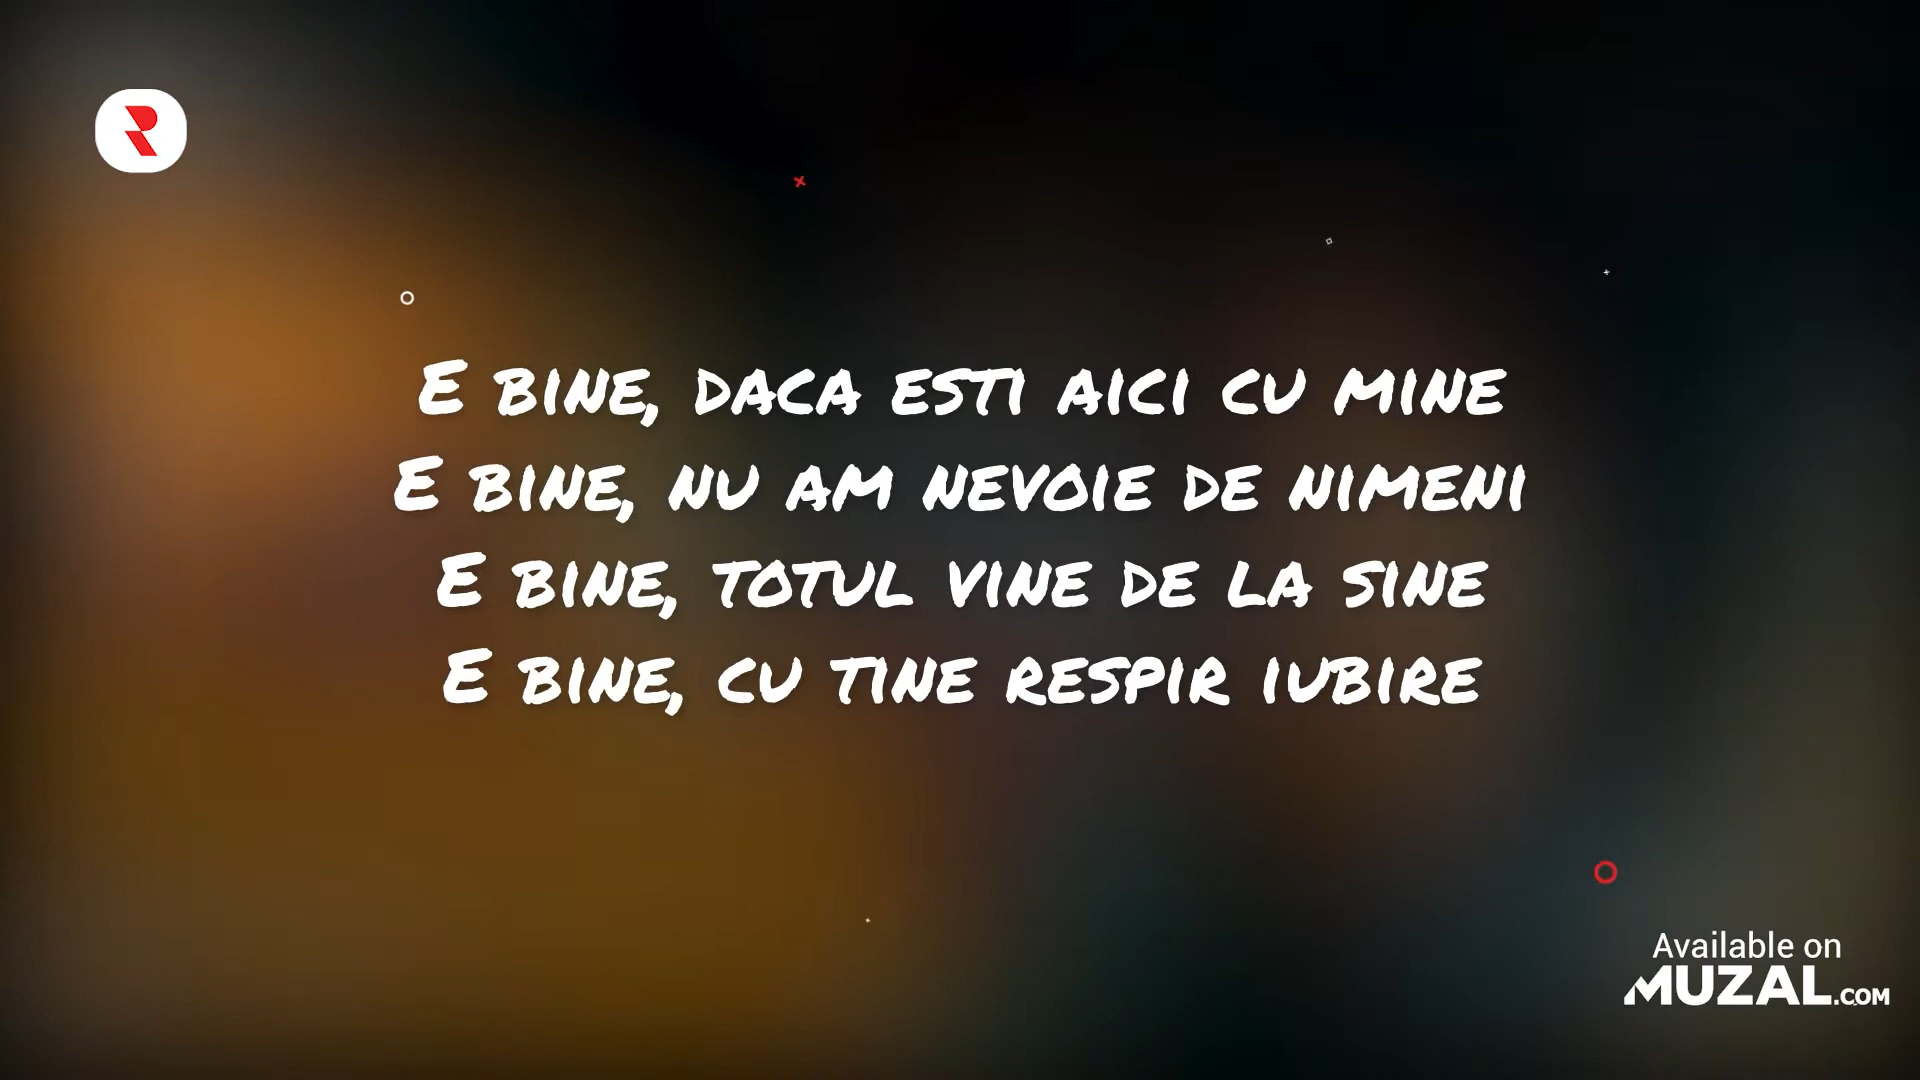 R
E BINE, DACA ESTI AICI CU MINE
E BINE, NU AM NEVOIE DE NIMENI
E BINE, TOTUL VINE DE LA SINE
E BINE, CU TINE RESPIR IUBIRE
Available on
MUZAL.COM